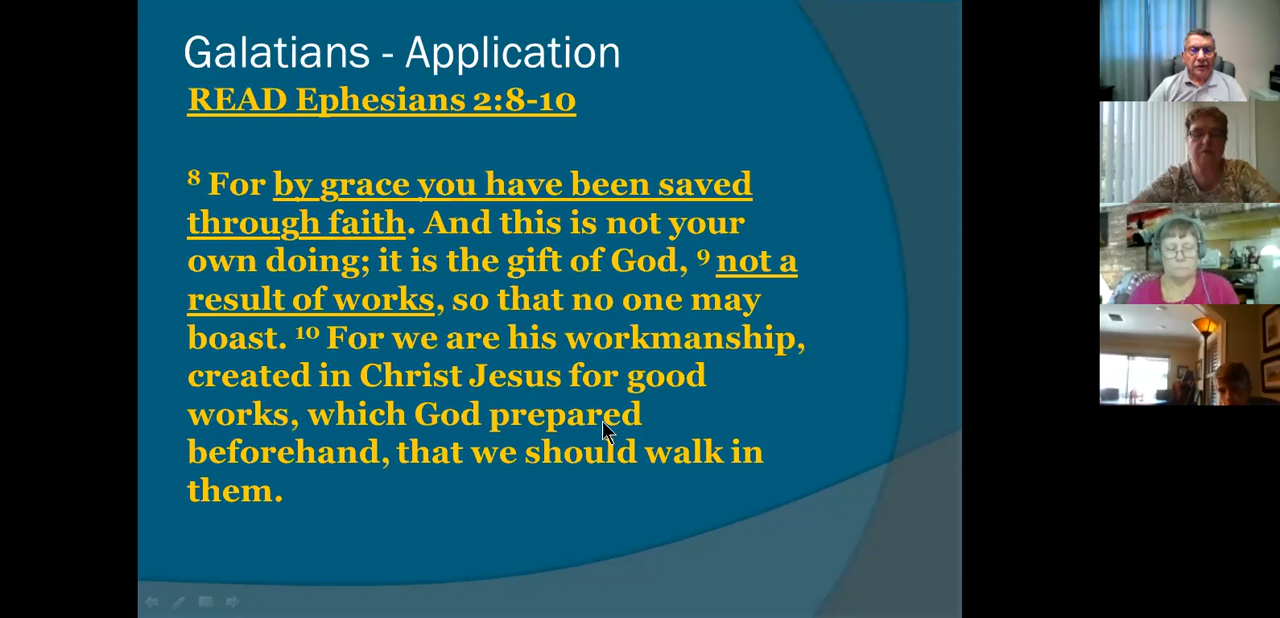 Galatians - Application
READ Ephesians 2:8-10
8 For by grace you have been saved
through faith. And this is not your
own doing; it is the gift of God, 9 not a
result of works, so that no one may
boast. 10 For we are his workmanship,
created in Christ Jesus for good
works, which God prepared
beforehand, that we should walk in
them.